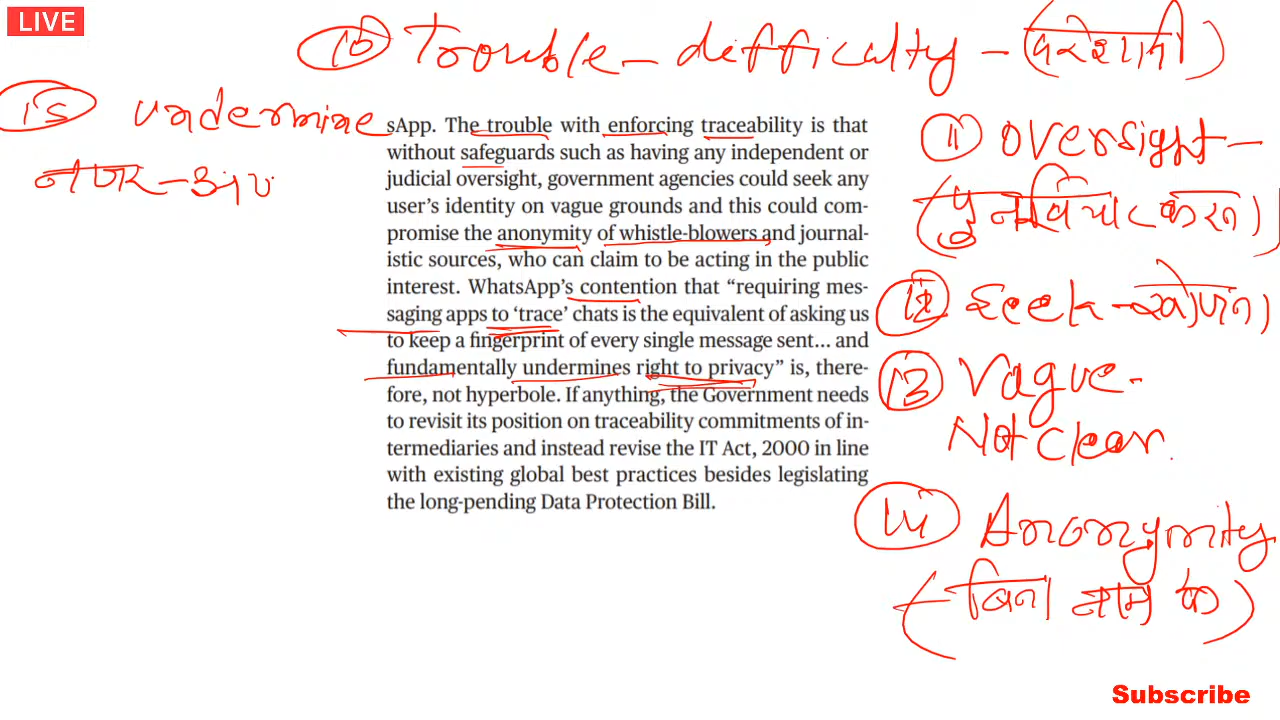 LIVE
10 Trouble - difficalty - (परेशानी)
15 undermine
नजर-अंप
sApp. The trouble with enforcing traceability is that
without safeguards such as having any independent or
judicial oversight, government agencies could seek any
user's identity on vague grounds and this could com-
promise the anonymity of whistle-blowers and journal-
istic sources, who can claim to be acting in the public
interest. WhatsApp's contention that “requiring mes-
saging apps to ‘trace’ chats is the equivalent of asking us
to keep a fingerprint of every single message sent... and
fundamentally undermines right to privacy” is, there-
fore, not hyperbole. If anything, the Government needs
to revisit its position on traceability commitments of in-
termediaries and instead revise the IT Act, 2000 in line
with existing global best practices besides legislating
the long-pending Data Protection Bill.
11 oversight -
(पुनर्विचार करना)
12 Seek - खोजना
13 Vague -
Not clear.
14 Anonymity
(-बिना नाम के)
Subscribe